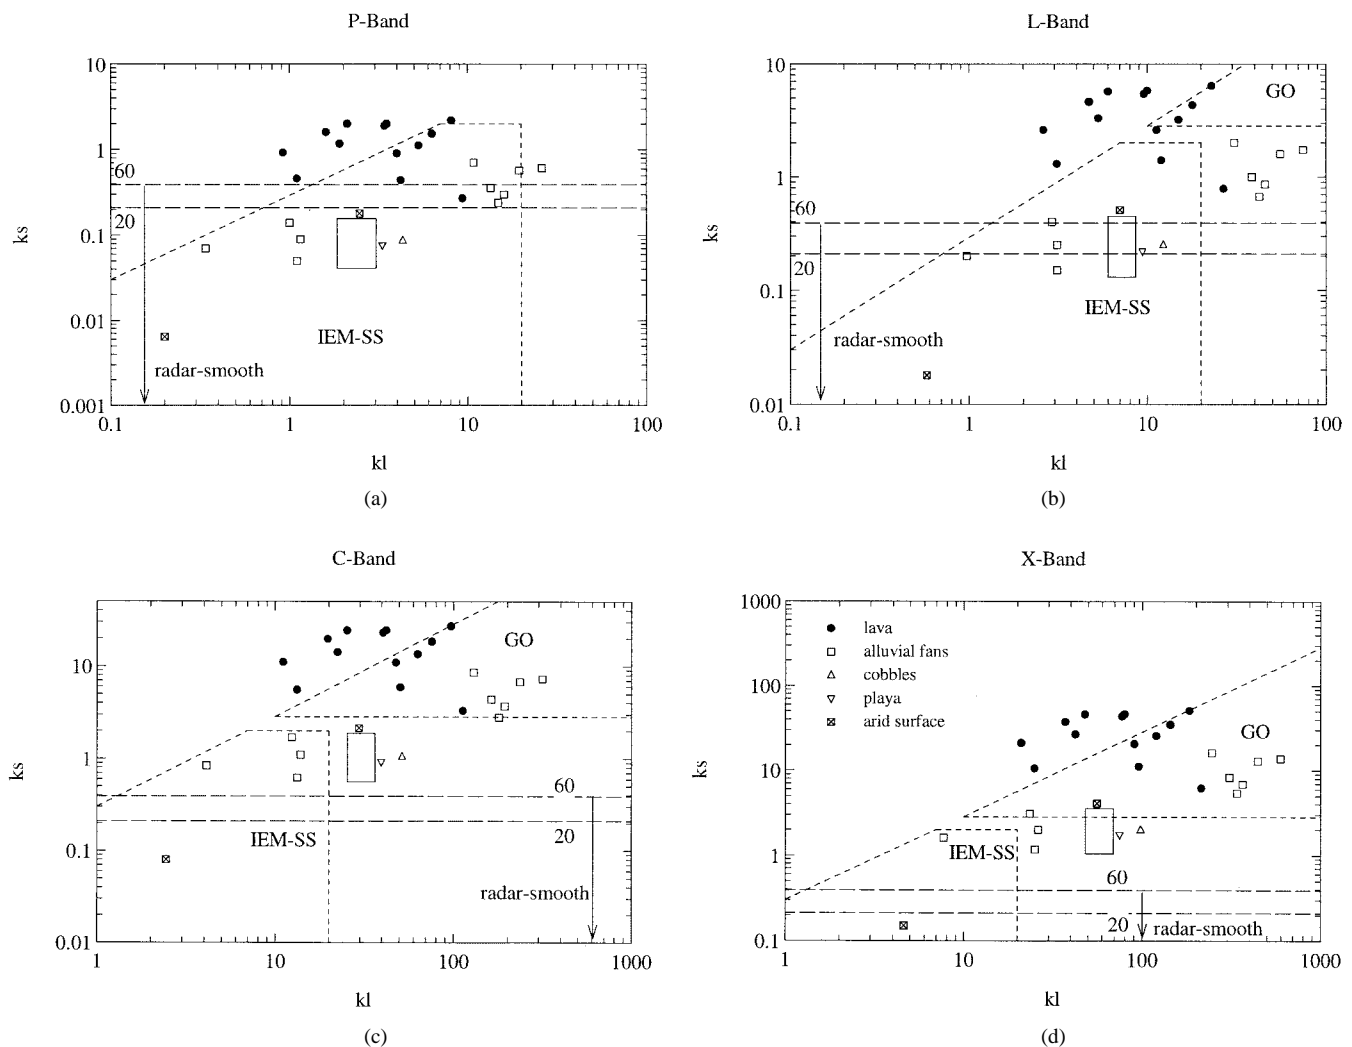 P-Band
10
1
0.1
0.01
0.001
60
20
IEM-SS
radar-smooth
0.1
1
10
100
ks
kl
(a)
L-Band
10
1
0.1
0.01
GO
60
20
IEM-SS
radar-smooth
0.1
1
10
100
ks
kl
(b)
C-Band
10
1
0.1
0.01
GO
60
20
IEM-SS
radar-smooth
1
10
100
1000
ks
kl
(c)
X-Band
1000
100
10
1
0.1
lava
alluvial fans
cobbles
playa
arid surface
GO
IEM-SS
60
20
radar-smooth
1
10
100
1000
ks
kl
(d)